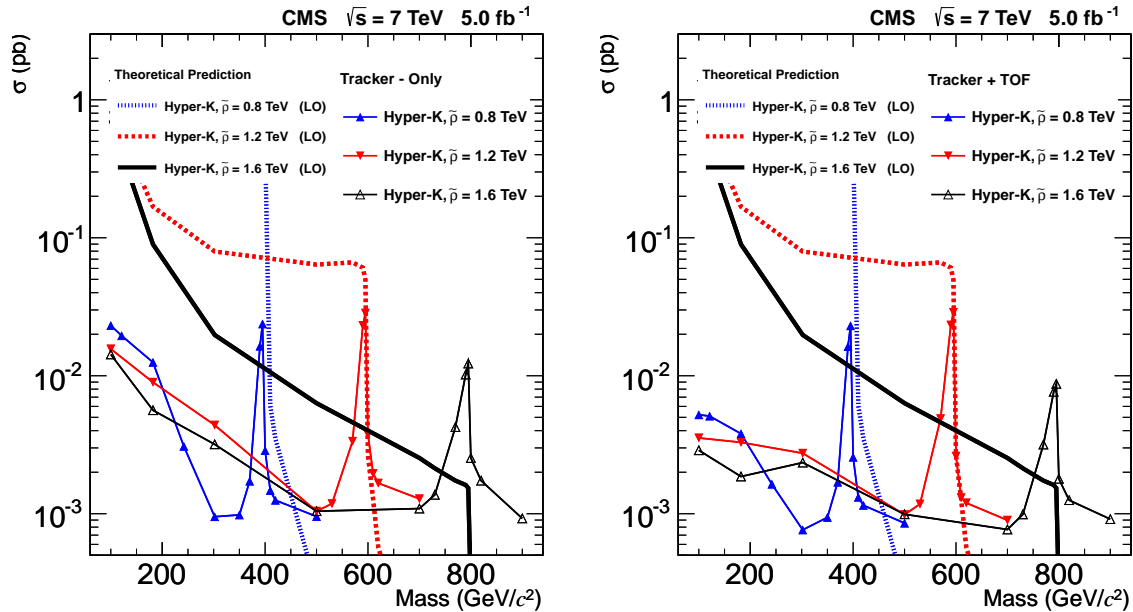 CMS √s = 7 TeV 5.0 fb⁻¹
σ (pb)
Theoretical Prediction
Hyper-K, ρ̃ = 0.8 TeV (LO)
Hyper-K, ρ̃ = 1.2 TeV (LO)
Hyper-K, ρ̃ = 1.6 TeV (LO)
Tracker - Only
Hyper-K, ρ̃ = 0.8 TeV
Hyper-K, ρ̃ = 1.2 TeV
Hyper-K, ρ̃ = 1.6 TeV
1
10⁻¹
10⁻²
10⁻³
200 400 600 800
Mass (GeV/c²)
CMS √s = 7 TeV 5.0 fb⁻¹
σ (pb)
Theoretical Prediction
Hyper-K, ρ̃ = 0.8 TeV (LO)
Hyper-K, ρ̃ = 1.2 TeV (LO)
Hyper-K, ρ̃ = 1.6 TeV (LO)
Tracker + TOF
Hyper-K, ρ̃ = 0.8 TeV
Hyper-K, ρ̃ = 1.2 TeV
Hyper-K, ρ̃ = 1.6 TeV
1
10⁻¹
10⁻²
10⁻³
200 400 600 800
Mass (GeV/c²)